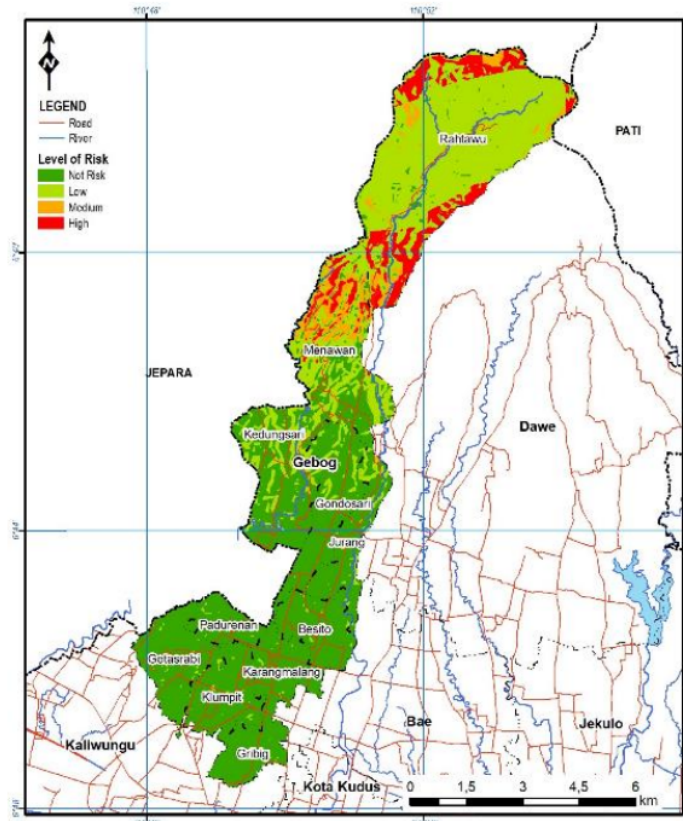 N
LEGEND
Road
River
Level of Risk
Not Risk
Low
Medium
High
PATI
Rahtawu
JEPARA
Menawan
Kedungsari
Dawe
Gebog
Gondosari
Jurang
Padurenan
Besito
Getasrabi
Karangmalang
Klumpit
Bae
Jekulo
Kaliwungu
Gribig
Kota Kudus
0 1,5 3 4,5 6
km